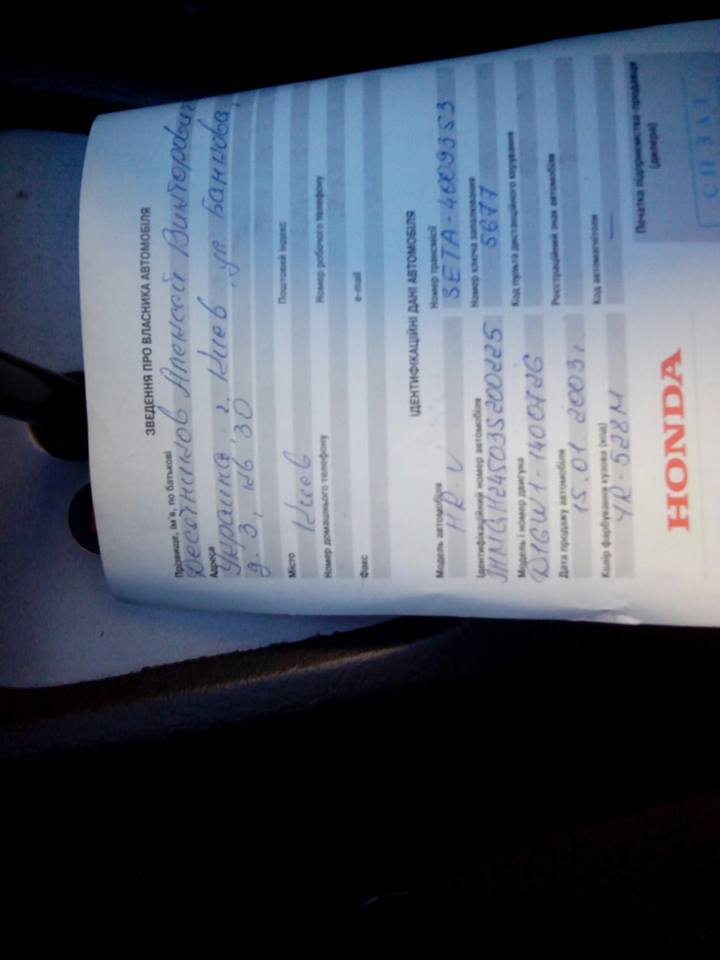 ЗВЕДЕННЯ ПРО ВЛАСНИКА АВТОМОБІЛЯ
Прізвище, ім'я, по батькові
Десятников Алексей Викторович
Адреса
Украина г. Киев, ул. Банкова,
д. 3, кв 30
Місто
Киев
Поштовий індекс
Номер домашнього телефону
Номер робочого телефону
Факс
e-mail
ІДЕНТИФІКАЦІЙНІ ДАНІ АВТОМОБІЛЯ
Модель автомобіля
HR-V
Номер трансмісії
SETA-4009353
Ідентифікаційний номер автомобіля
JHMGH24503S200225
Номер ключа запалювання
5677
Модель і номер двигуна
D16W1-1400726
Код пульта дистанційного керування
Дата продажу автомобіля
15.01.2003г.
Реєстраційний знак автомобіля
Колір фарбування кузова (код)
YR-528M
Код автомагнітоли
—
HONDA
Печатка підприємства-продавця
(дилера)